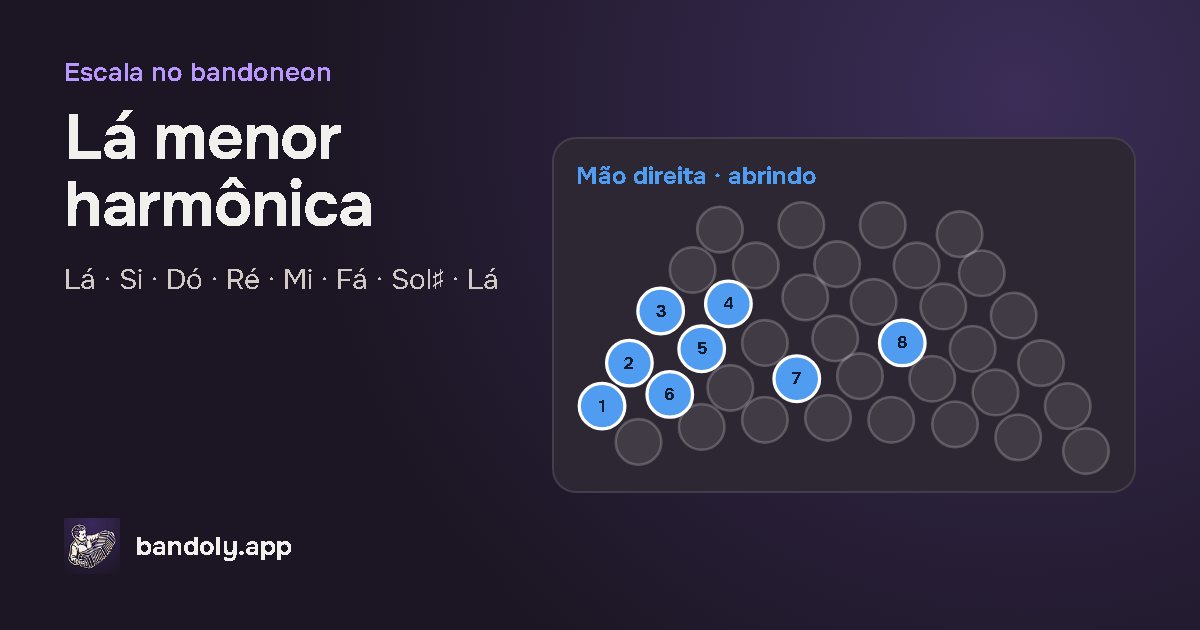 Escala no bandoneon
Lá menor
harmônica
Lá · Si · Dó · Ré · Mi · Fá · Sol♯ · Lá
Mão direita · abrindo
3 4
2 5 8
1 6 7
bandoly.app